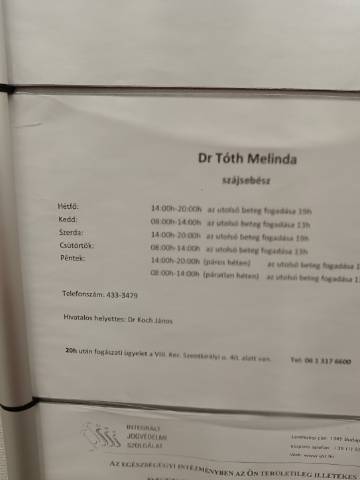 Dr Tóth Melinda
szájsebész
Hétfő: 14:00h-20:00h az utolsó beteg fogadása 19h
Kedd: 08:00h-14:00h az utolsó beteg fogadása 13h
Szerda: 14:00h-20:00h az utolsó beteg fogadása 19h
Csütörtök: 08:00h-14:00h az utolsó beteg fogadása 13h
Péntek: 14:00h-20:00h (páros héten) az utolsó beteg fogadása 1
08:00h-14:00h (páratlan héten) az utolsó beteg fogadása 1
Telefonszám: 433-3479
Hivatalos helyettes: Dr Koch János
20h után fogászati ügyelet a VIII. Ker. Szentkirályi u. 40. alatt van. Tel: 06 1 317 6600
INTEGRÁLT
JOGVÉDELMI
SZOLGÁLAT
AZ EGÉSZSÉGÜGYI INTÉZMÉNYBEN AZ ÖN TERÜLETILEG ILLETÉKES